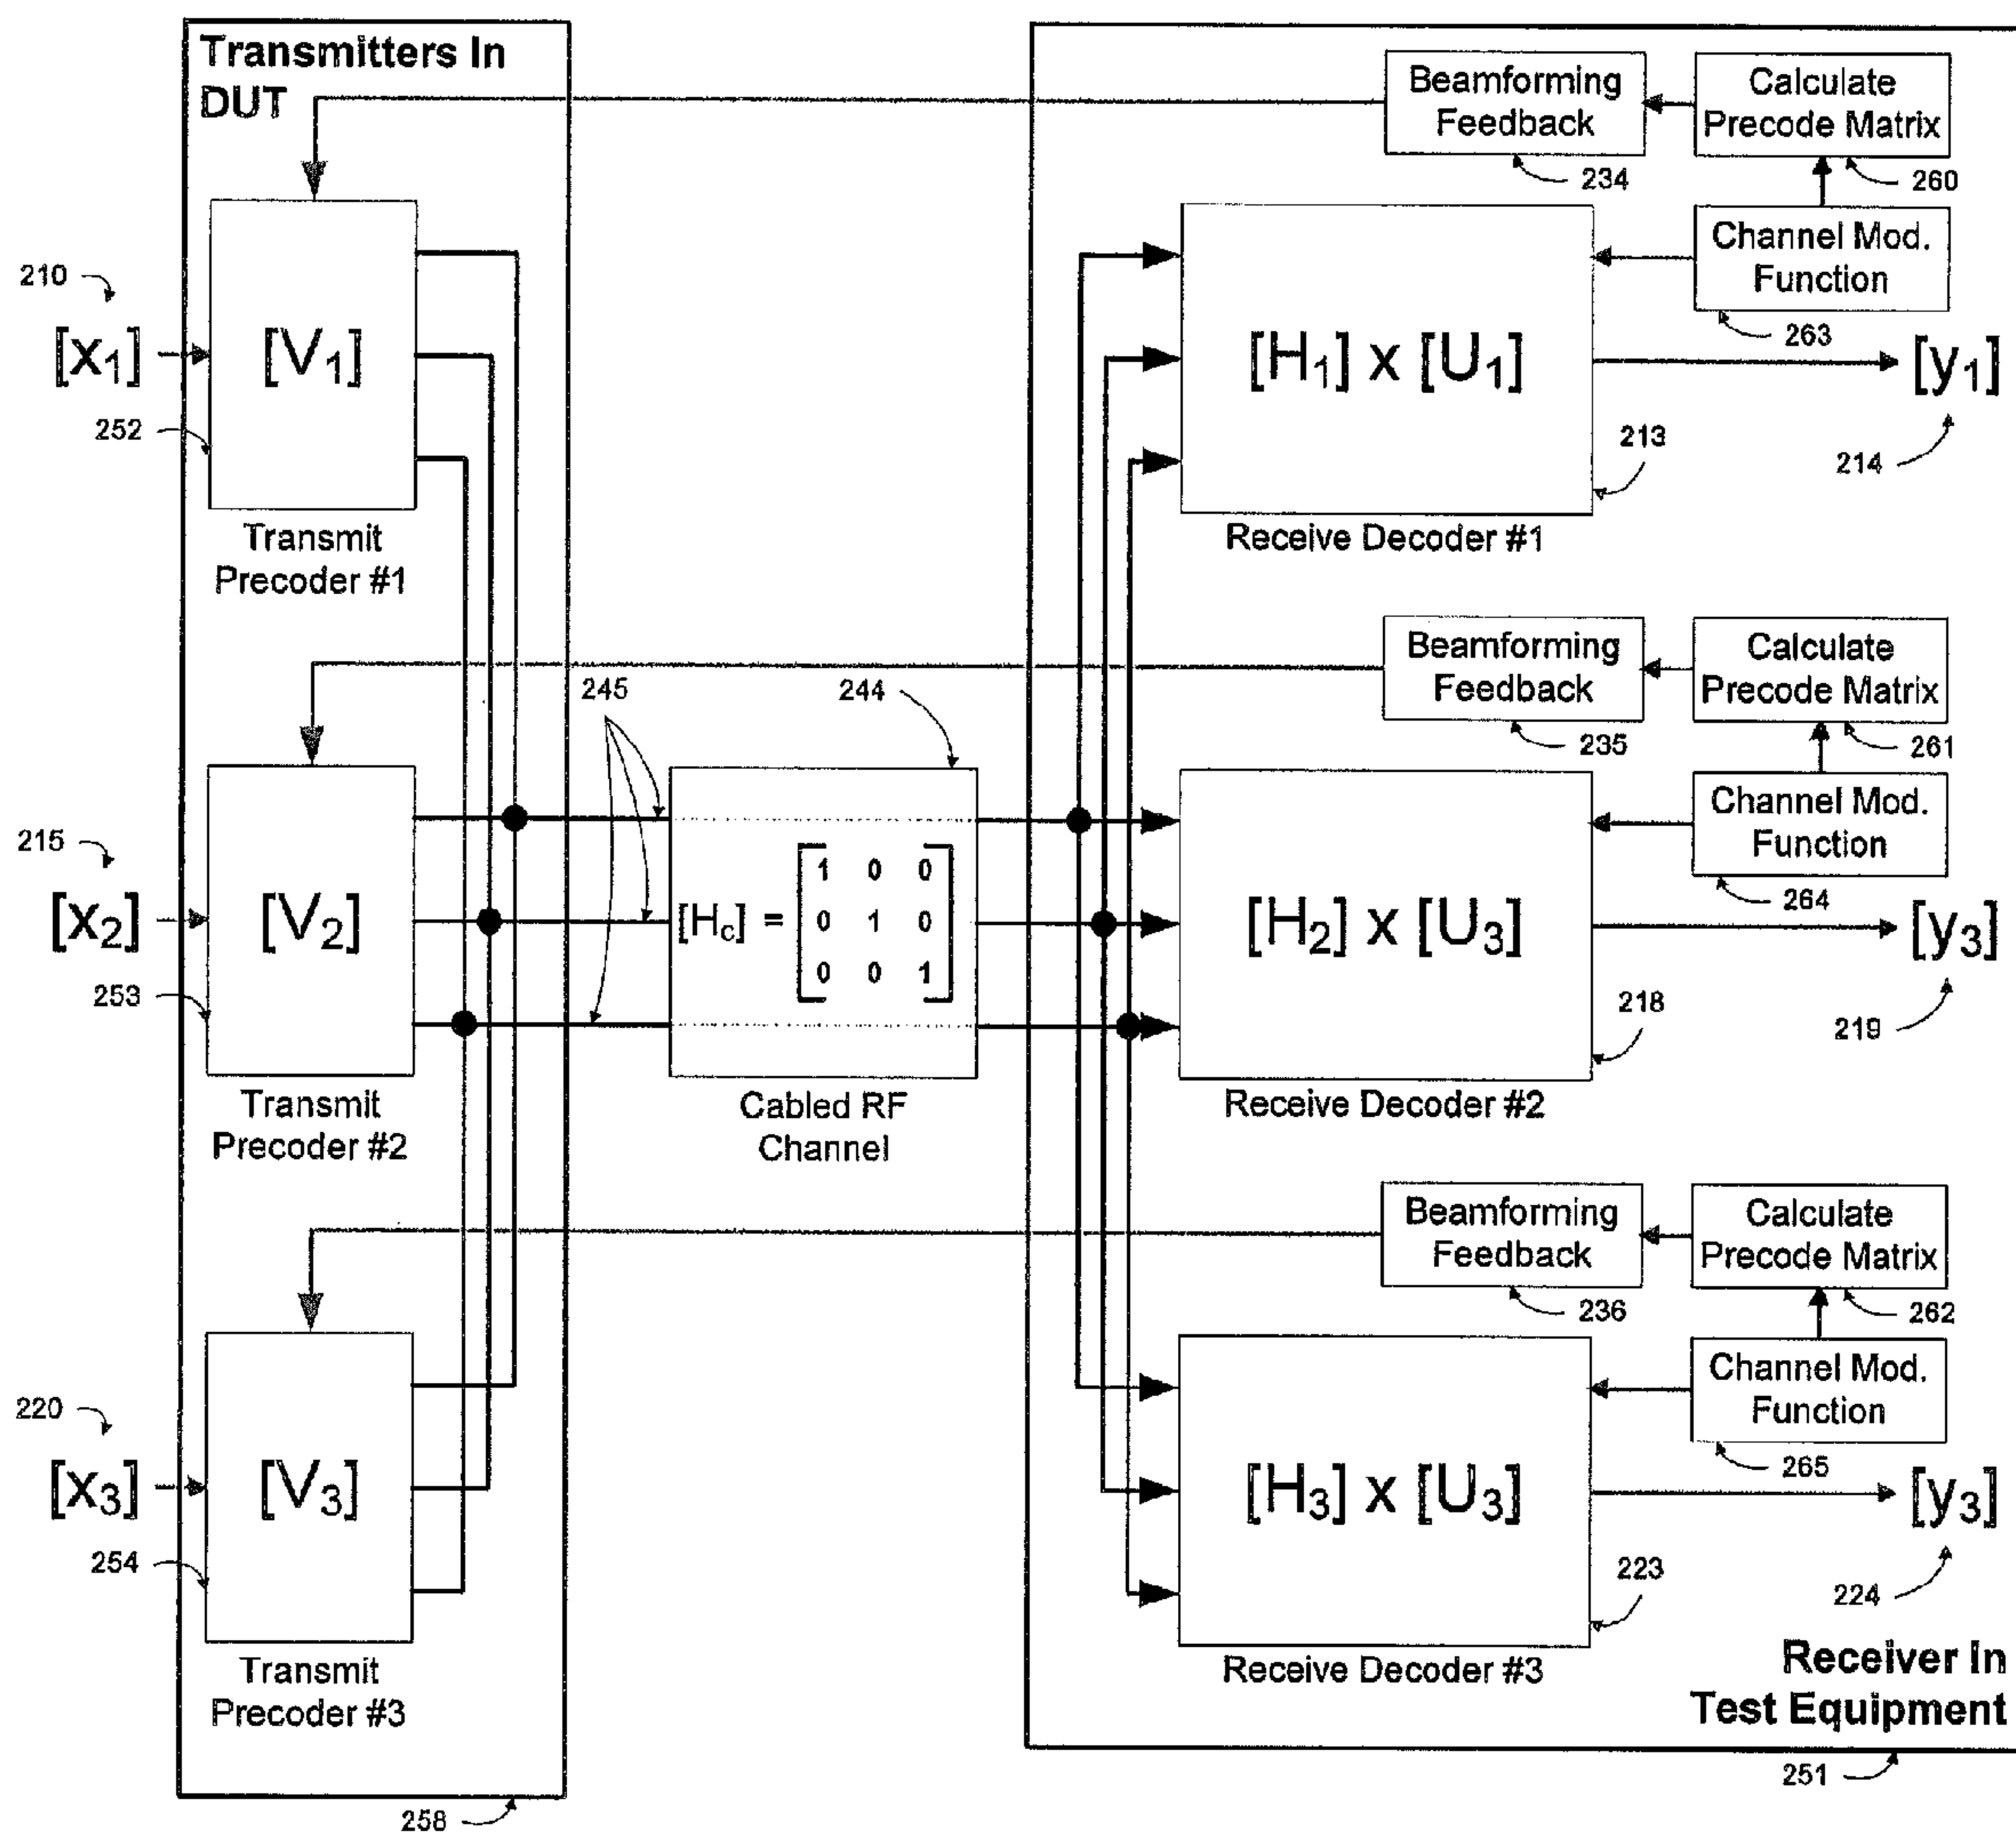 Transmitters In
DUT
Beamforming
Feedback
234
Calculate
Precode Matrix
260
Channel Mod.
Function
263
210
[x1]
[V1]
252
Transmit
Precoder #1
[H1] x [U1]
213
Receive Decoder #1
[y1]
214
Beamforming
Feedback
235
Calculate
Precode Matrix
261
Channel Mod.
Function
264
245
244
215
[x2]
[V2]
253
Transmit
Precoder #2
[Hc] =
1 0 0
0 1 0
0 0 1
Cabled RF
Channel
[H2] x [U3]
218
Receive Decoder #2
[y3]
219
Beamforming
Feedback
236
Calculate
Precode Matrix
262
Channel Mod.
Function
265
220
[x3]
[V3]
254
Transmit
Precoder #3
[H3] x [U3]
223
Receive Decoder #3
[y3]
224
Receiver In
Test Equipment
251
258